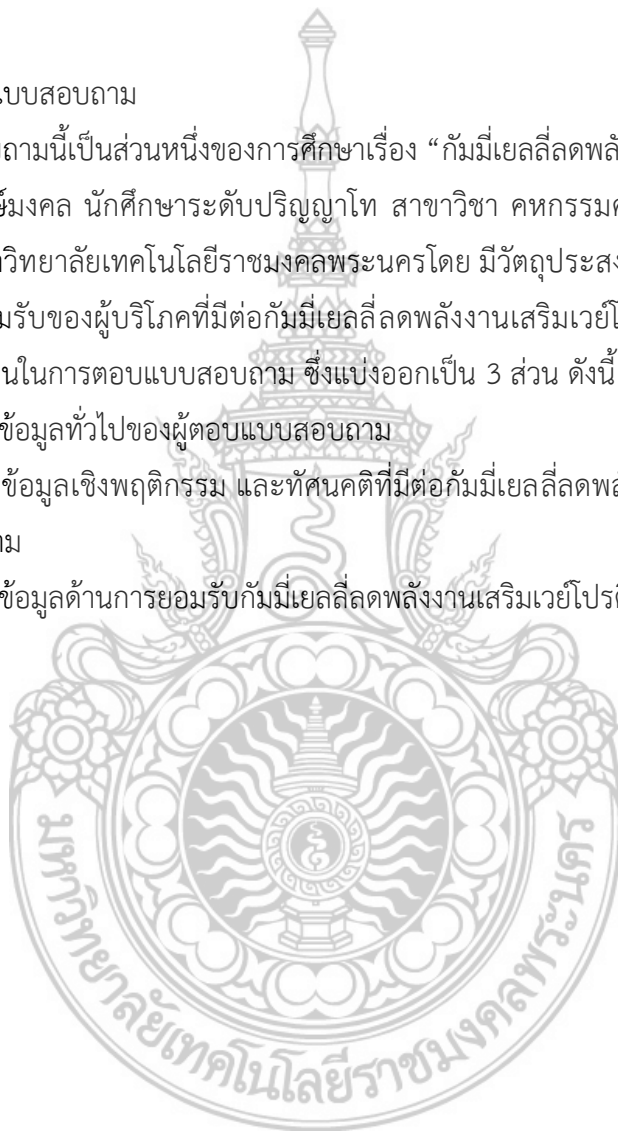 แบบสอบถาม
ถามนี้เป็นส่วนหนึ่งของการศึกษาเรื่อง “กัมมี่เยลลี่ลดพลัง
มงคล นักศึกษาระดับปริญญาโท สาขาวิชา คหกรรม
วิทยาลัยเทคโนโลยีราชมงคลพระนครโดย มีวัตถุประสง
รับของผู้บริโภคที่มีต่อกัมมี่เยลลี่ลดพลังงานเสริมเวย์โ
นในการตอบแบบสอบถาม ซึ่งแบ่งออกเป็น 3 ส่วน ดังนี้
ข้อมูลทั่วไปของผู้ตอบแบบสอบถาม
ข้อมูลเชิงพฤติกรรม และทัศนคติที่มีต่อกัมมี่เยลลี่ลดพลั
าม
ข้อมูลด้านการยอมรับกัมมี่เยลลี่ลดพลังงานเสริมเวย์โปรตี
มหาวิทยาลัยเทคโนโลยีราชมงคลพระนคร